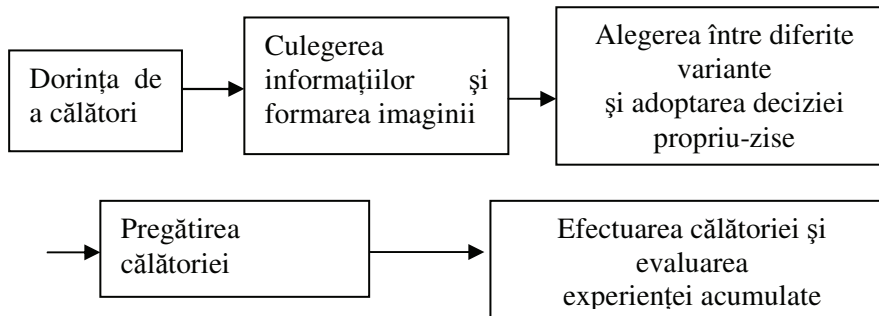 Dorința de
a călători
Culegerea
informațiilor şi
formarea imaginii
Alegerea între diferite
variante
şi adoptarea deciziei
propriu-zise
Pregătirea
călătoriei
Efectuarea călătoriei şi
evaluarea
experienței acumulate